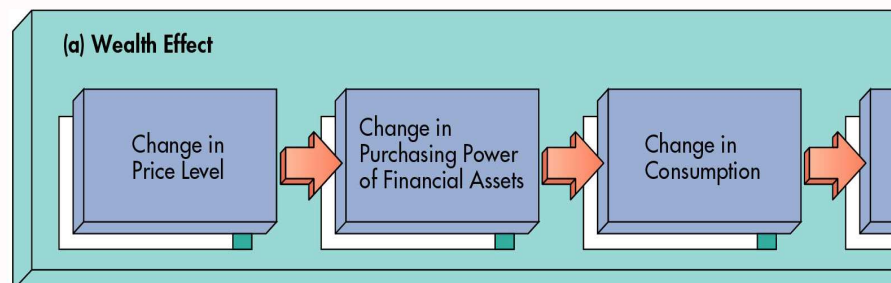 (a) Wealth Effect
Change in
Price Level
Change in
Purchasing Power
of Financial Assets
Change in
Consumption